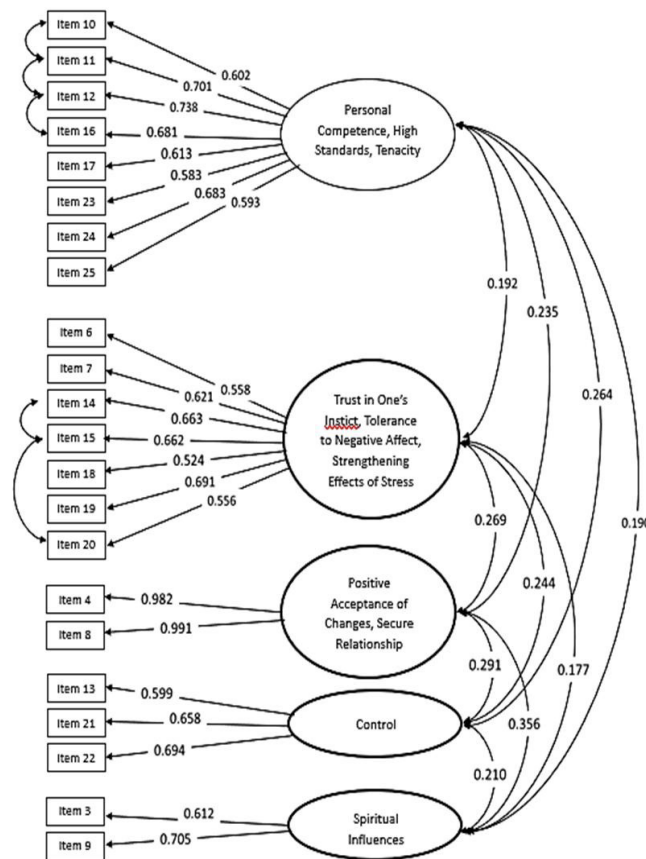 Item 10
Item 11
Item 12
Item 16
Item 17
Item 23
Item 24
Item 25
0.602
0.701
0.738
0.681
0.613
0.583
0.683
0.593
Personal
Competence, High
Standards, Tenacity
0.192
0.235
0.264
0.190
Item 6
Item 7
Item 14
Item 15
Item 18
Item 19
Item 20
0.558
0.621
0.663
0.662
0.524
0.691
0.556
Trust in One's
Instict, Tolerance
to Negative Affect,
Strengthening
Effects of Stress
0.269
0.244
0.177
Item 4
Item 8
0.982
0.991
Positive
Acceptance of
Changes, Secure
Relationship
0.291
0.356
Item 13
Item 21
Item 22
0.599
0.658
0.694
Control
0.210
Item 3
Item 9
0.612
0.705
Spiritual
Influences